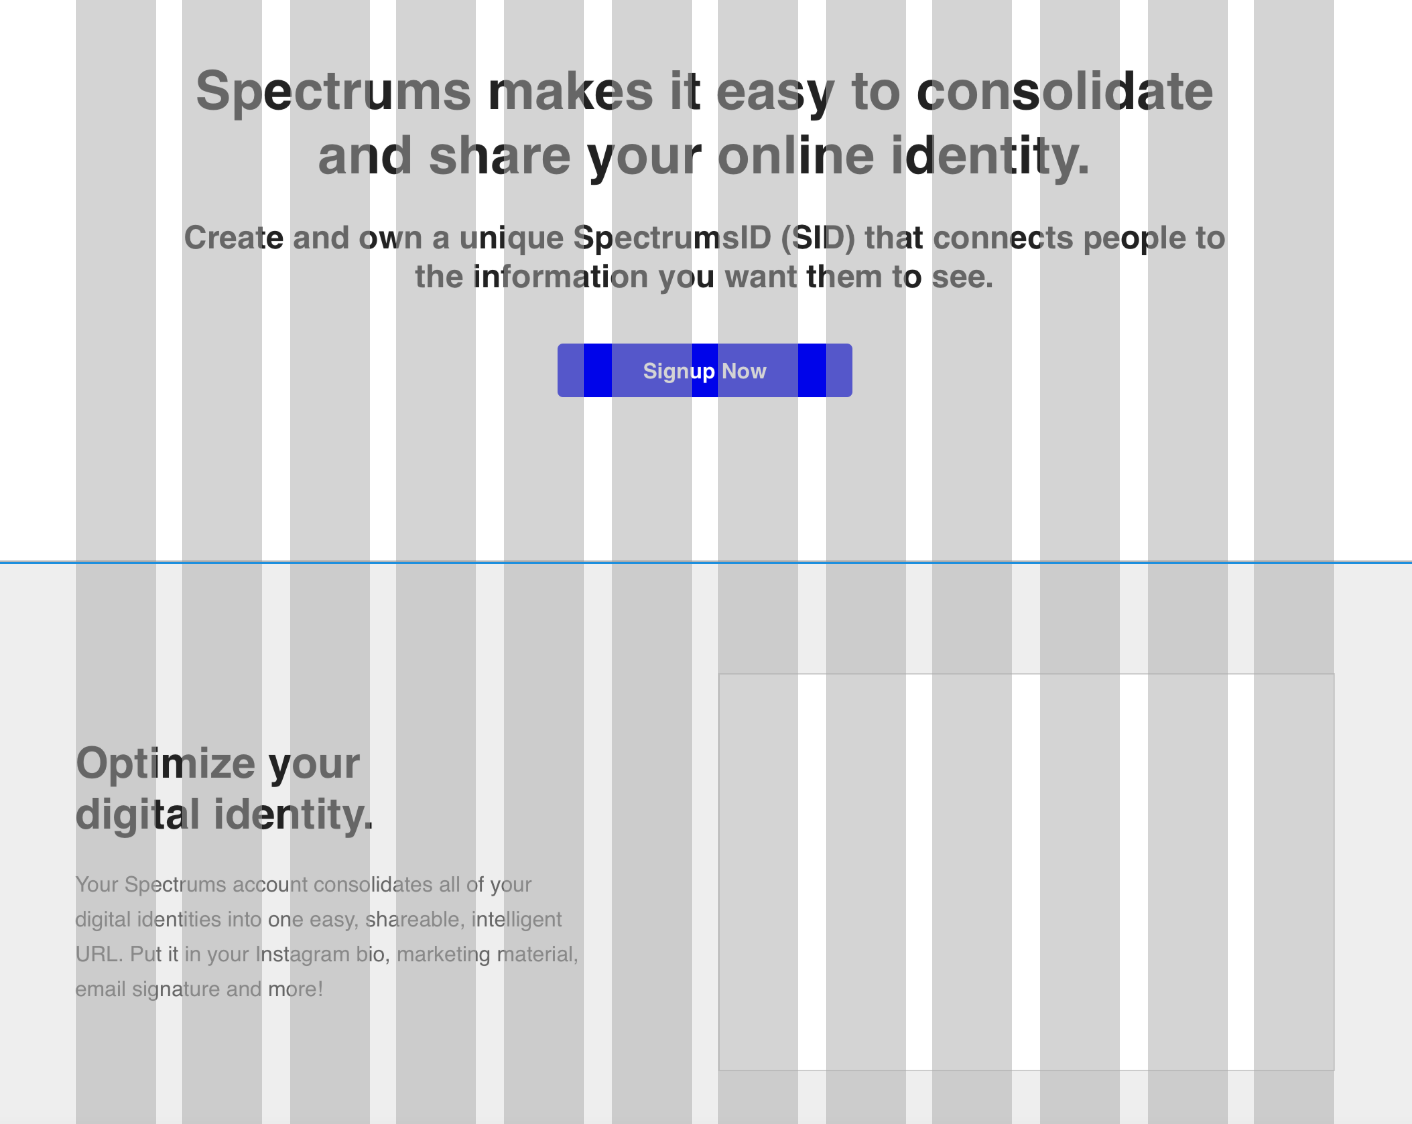 Spectrums makes it easy to consolidate
and share your online identity.
Create and own a unique SpectrumsID (SID) that connects people to
the information you want them to see.
Signup Now
Optimize your
digital identity.
Your Spectrums account consolidates all of your
digital identities into one easy, shareable, intelligent
URL. Put it in your Instagram bio, marketing material,
email signature and more!